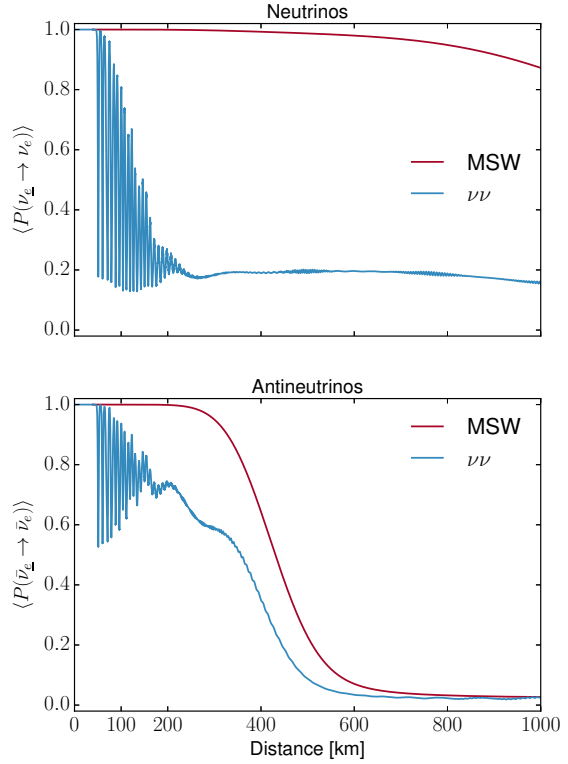 Neutrinos
1.0
0.8
0.6
0.4
0.2
0.0
⟨P(ν_e̲ → ν_e)⟩
MSW
νν
Antineutrinos
1.0
0.8
0.6
0.4
0.2
0.0
⟨P(ν̄_e̲ → ν̄_e)⟩
MSW
νν
0 100 200 400 600 800 1000
Distance [km]